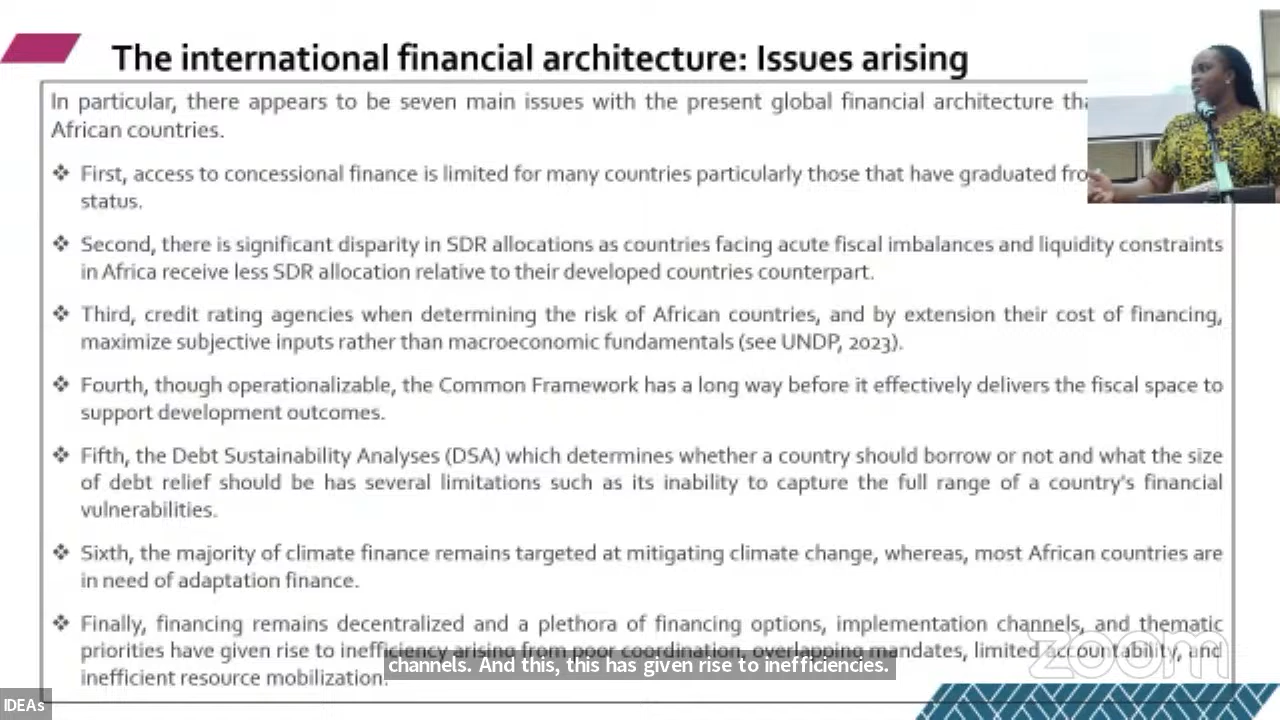 The international financial architecture: Issues arising
In particular, there appears to be seven main issues with the present global financial architecture
African countries.
❖ First, access to concessional finance is limited for many countries particularly those that have graduated
status.
❖ Second, there is significant disparity in SDR allocations as countries facing acute fiscal imbalances and liquidity constraints
in Africa receive less SDR allocation relative to their developed countries counterpart.
❖ Third, credit rating agencies when determining the risk of African countries, and by extension their cost of financing,
maximize subjective inputs rather than macroeconomic fundamentals (see UNDP, 2023).
❖ Fourth, though operationalizable, the Common Framework has a long way before it effectively delivers the fiscal space to
support development outcomes.
❖ Fifth, the Debt Sustainability Analyses (DSA) which determines whether a country should borrow or not and what the size
of debt relief should be has several limitations such as its inability to capture the full range of a country's financial
vulnerabilities.
❖ Sixth, the majority of climate finance remains targeted at mitigating climate change, whereas, most African countries are
in need of adaptation finance.
❖ Finally, financing remains decentralized and a plethora of financing options, implementation channels, and thematic
priorities have given rise to inefficiency arising from poor coordination, overlapping mandates, limited accountability, and
inefficient resource mobilization.
channels. And this, this has given rise to inefficiencies.
zoom
IDEAs